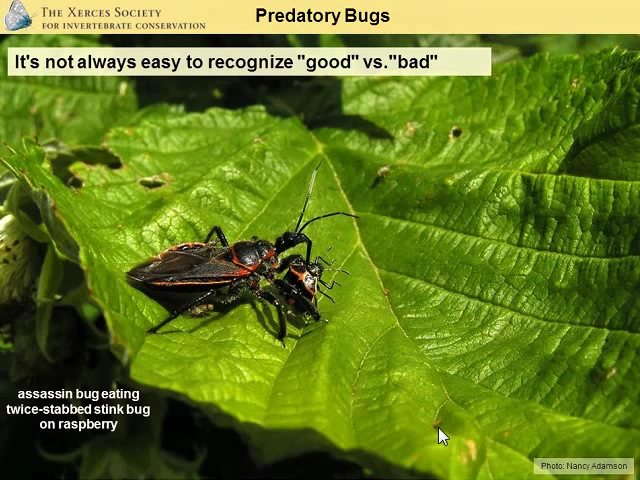 THE XERCES SOCIETY
FOR INVERTEBRATE CONSERVATION
Predatory Bugs
It's not always easy to recognize "good" vs."bad"
assassin bug eating
twice-stabbed stink bug
on raspberry
Photo: Nancy Adamson